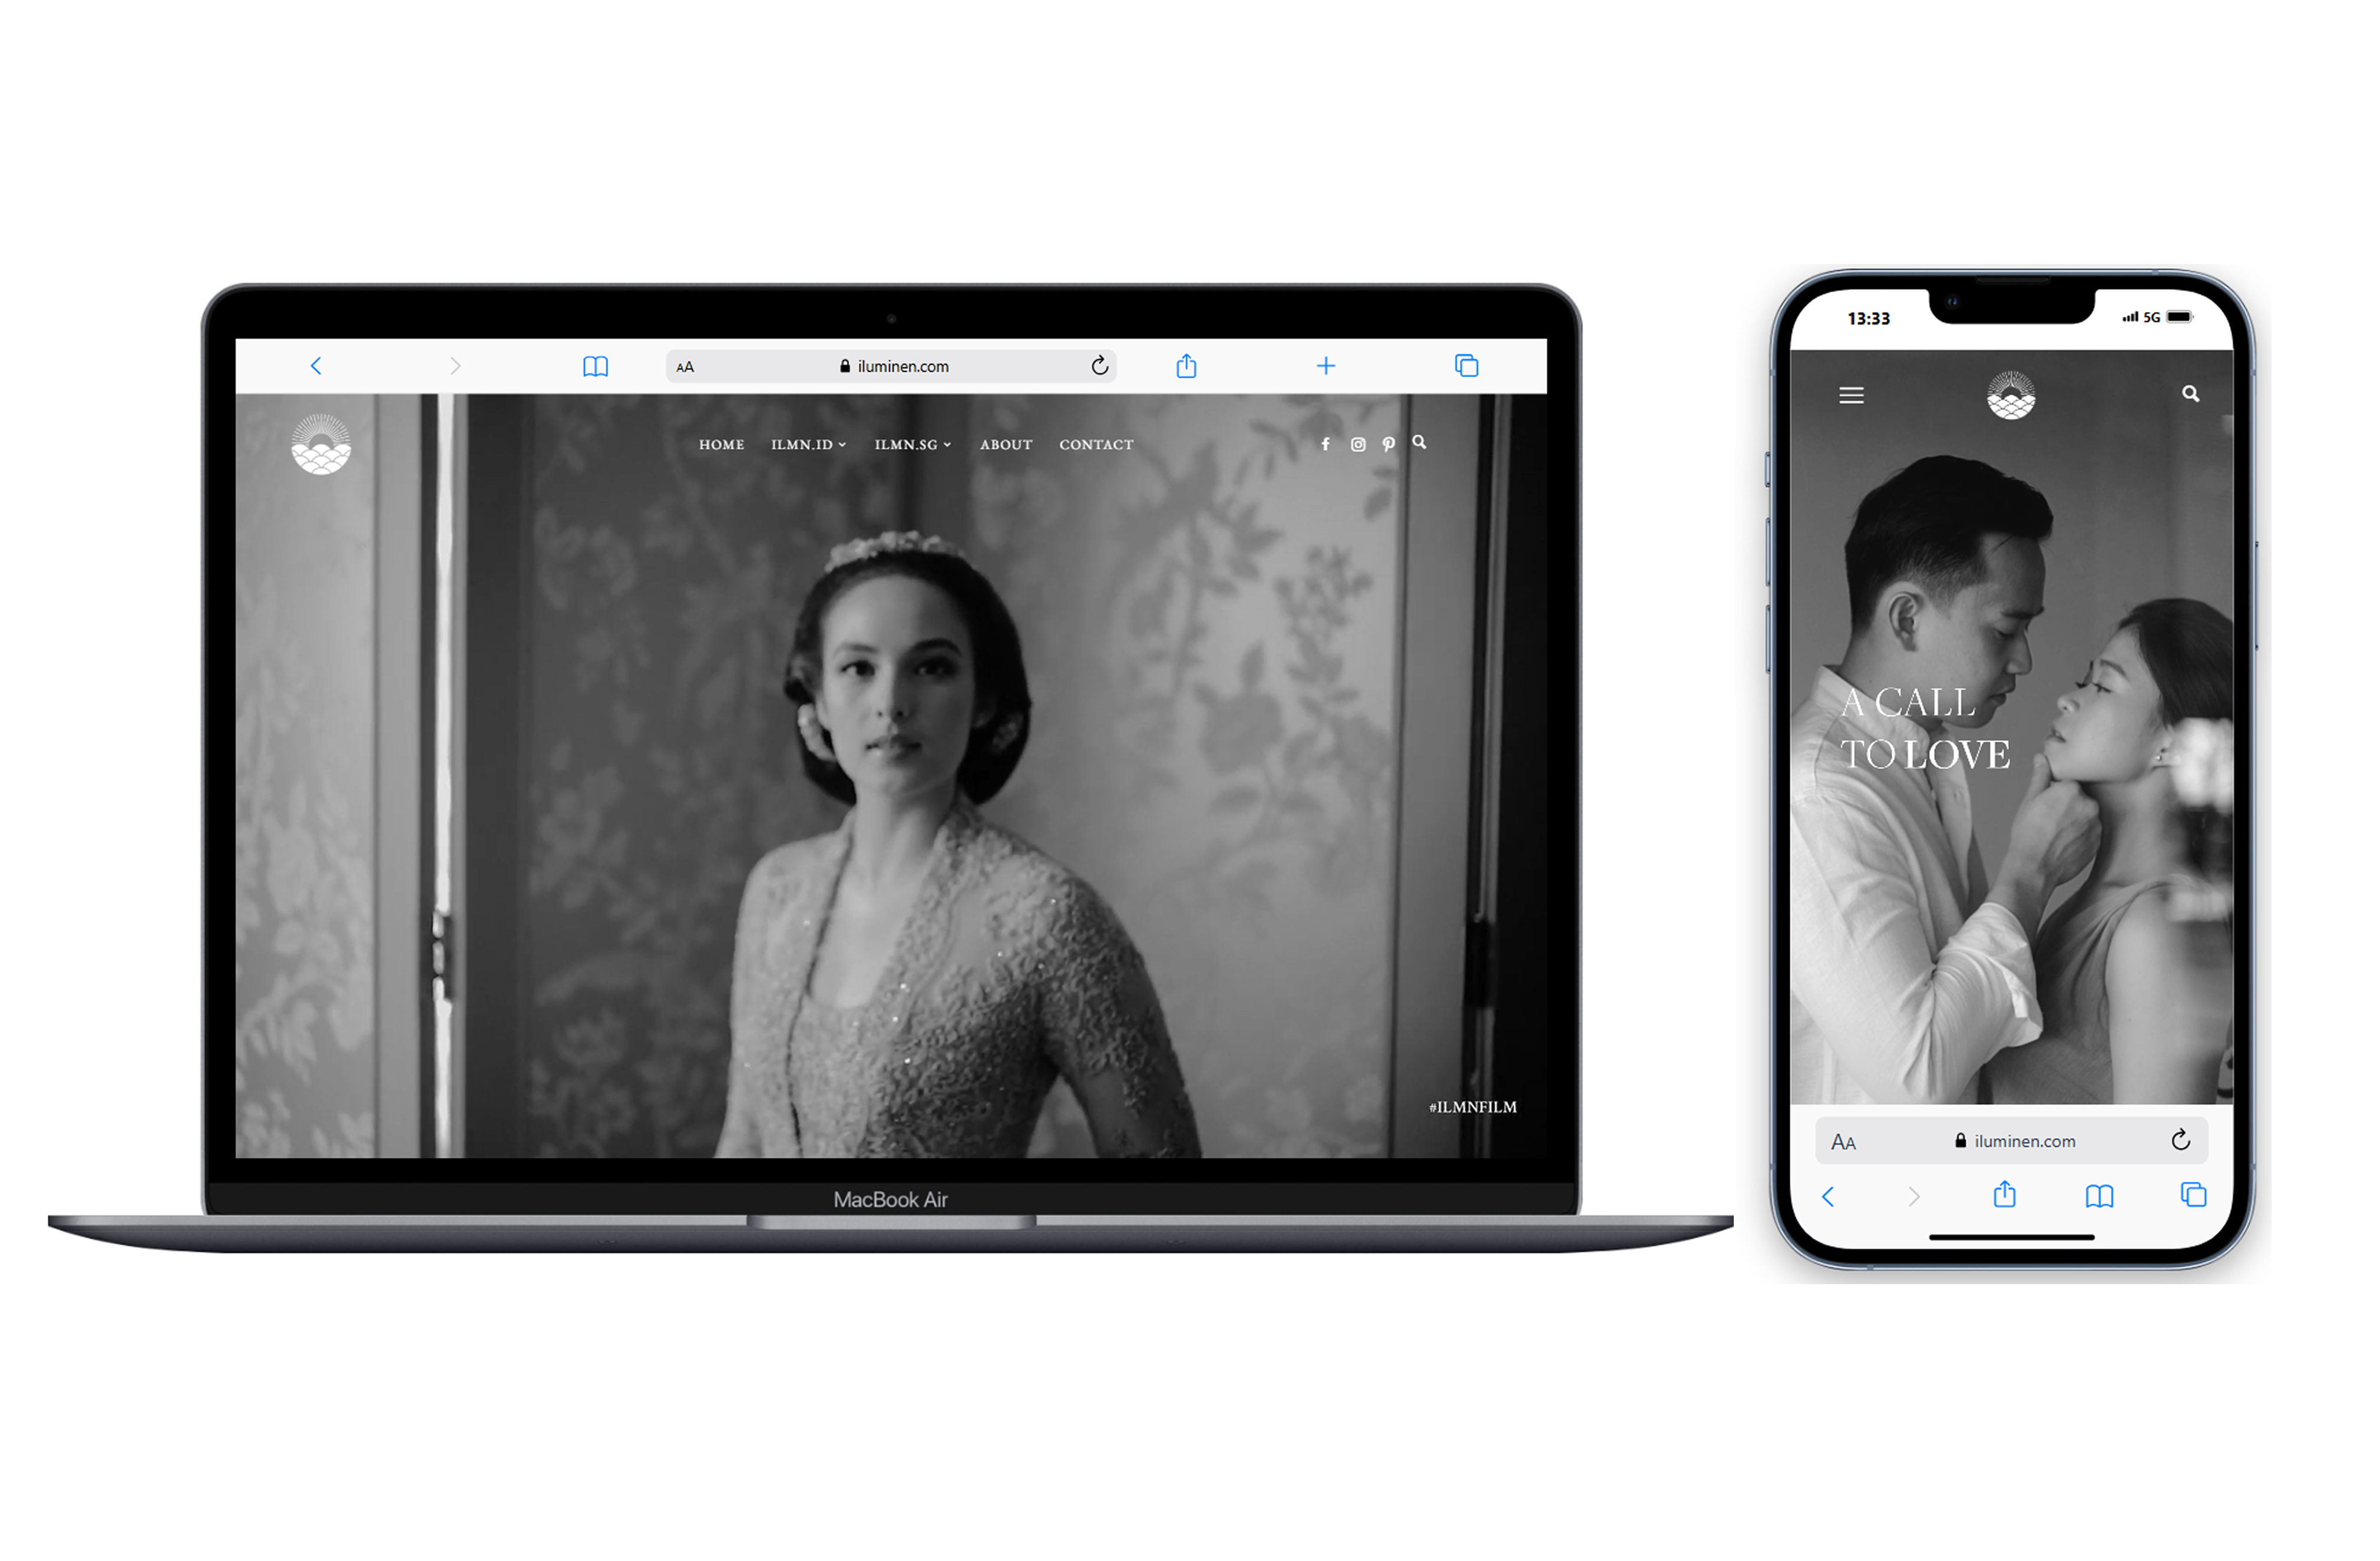 AA iluminen.com
HOME ILMN.ID ILMN.SG ABOUT CONTACT
#ILMNFILM
MacBook Air
13:33 5G
A CALL
TO LOVE
AA iluminen.com